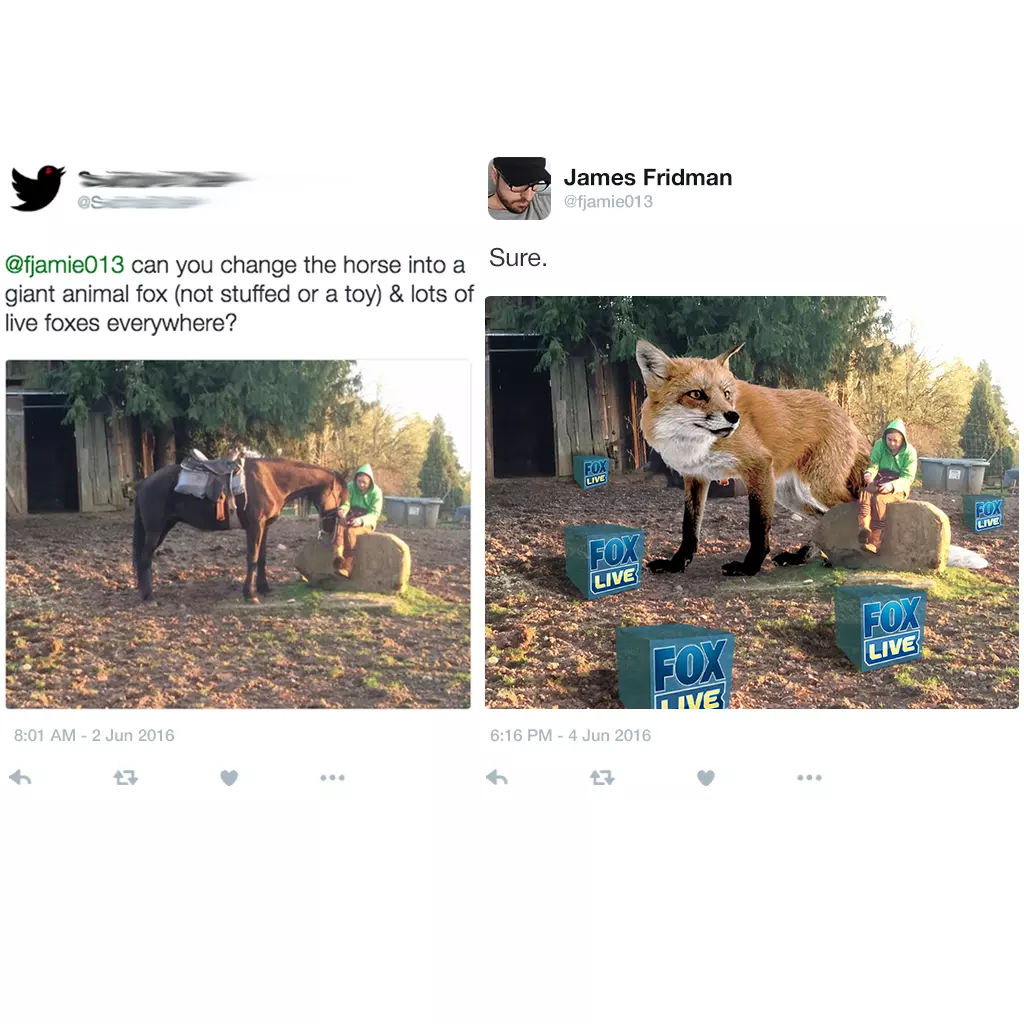 @fjamie013 can you change the horse into a
giant animal fox (not stuffed or a toy) & lots of
live foxes everywhere?
8:01 AM - 2 Jun 2016
James Fridman
@fjamie013
Sure.
FOX
LIVE
FOX
LIVE
FOX
LIVE
FOX
LIVE
FOX
LIVE
6:16 PM - 4 Jun 2016